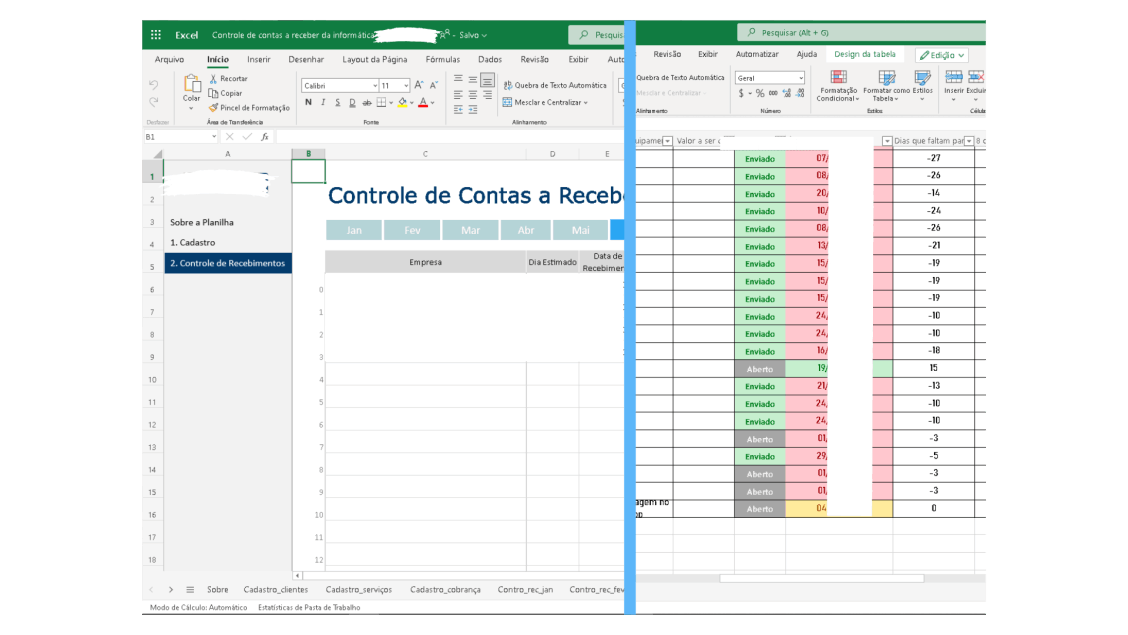 Excel Controle de contas a receber da informática - Salvo
Arquivo Início Inserir Desenhar Layout da Página Fórmulas Dados Revisão Exibir
Colar
Recortar
Copiar
Pincel de Formatação
Calibri 11
N I S D ab
Quebra de Texto Automática
Mesclar e Centralizar
Desfazer Área de Transferência Fonte Alinhamento
B1 fx
A B C D E
1
2
Controle de Contas a Receb
3 Sobre a Planilha
Jan Fev Mar Abr Mai
4 1. Cadastro
5 2. Controle de Recebimentos
Empresa Dia Estimado Data de
Recebimen
6 0
7 1
8 2
9 3
10 4
11 5
12 6
13 7
14 8
15 9
16 10
17 11
18 12
Sobre Cadastro_clientes Cadastro_serviços Cadastro_cobrança Contro_rec_jan Contro_rec_fev
Modo de Cálculo: Automático Estatísticas de Pasta de Trabalho
Pesquisar (Alt + G)
Revisão Exibir Automatizar Ajuda Design da tabela Edição
Quebra de Texto Automática
Mesclar e Centralizar
Geral
$ % 000
Formatação
Condicional
Formatar como
Tabela
Estilos
Inserir Excluir
Alinhamento Número Estilos
Valor a ser Dias que faltam par
Enviado 07/ -27
Enviado 08/ -26
Enviado 20/ -14
Enviado 10/ -24
Enviado 08/ -26
Enviado 13/ -21
Enviado 15/ -19
Enviado 15/ -19
Enviado 15/ -19
Enviado 24, -10
Enviado 24, -10
Enviado 16/ -18
Aberto 19/ 15
Enviado 21/ -13
Enviado 24, -10
Enviado 24, -10
Aberto 01, -3
Enviado 29, -5
Aberto 01, -3
Aberto 01, -3
agem no
Aberto 04 0